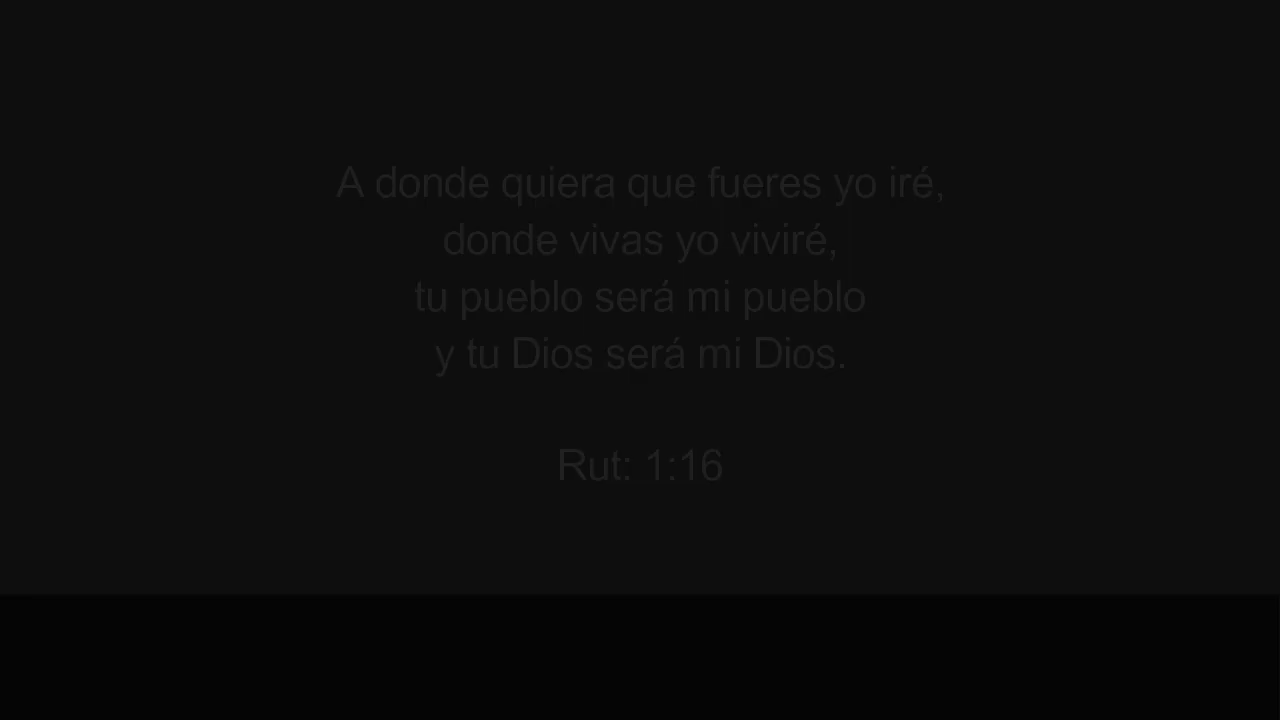 A donde quiera que fueres yo iré,
donde vivas yo viviré,
tu pueblo será mi pueblo
y tu Dios será mi Dios.
Rut: 1:16